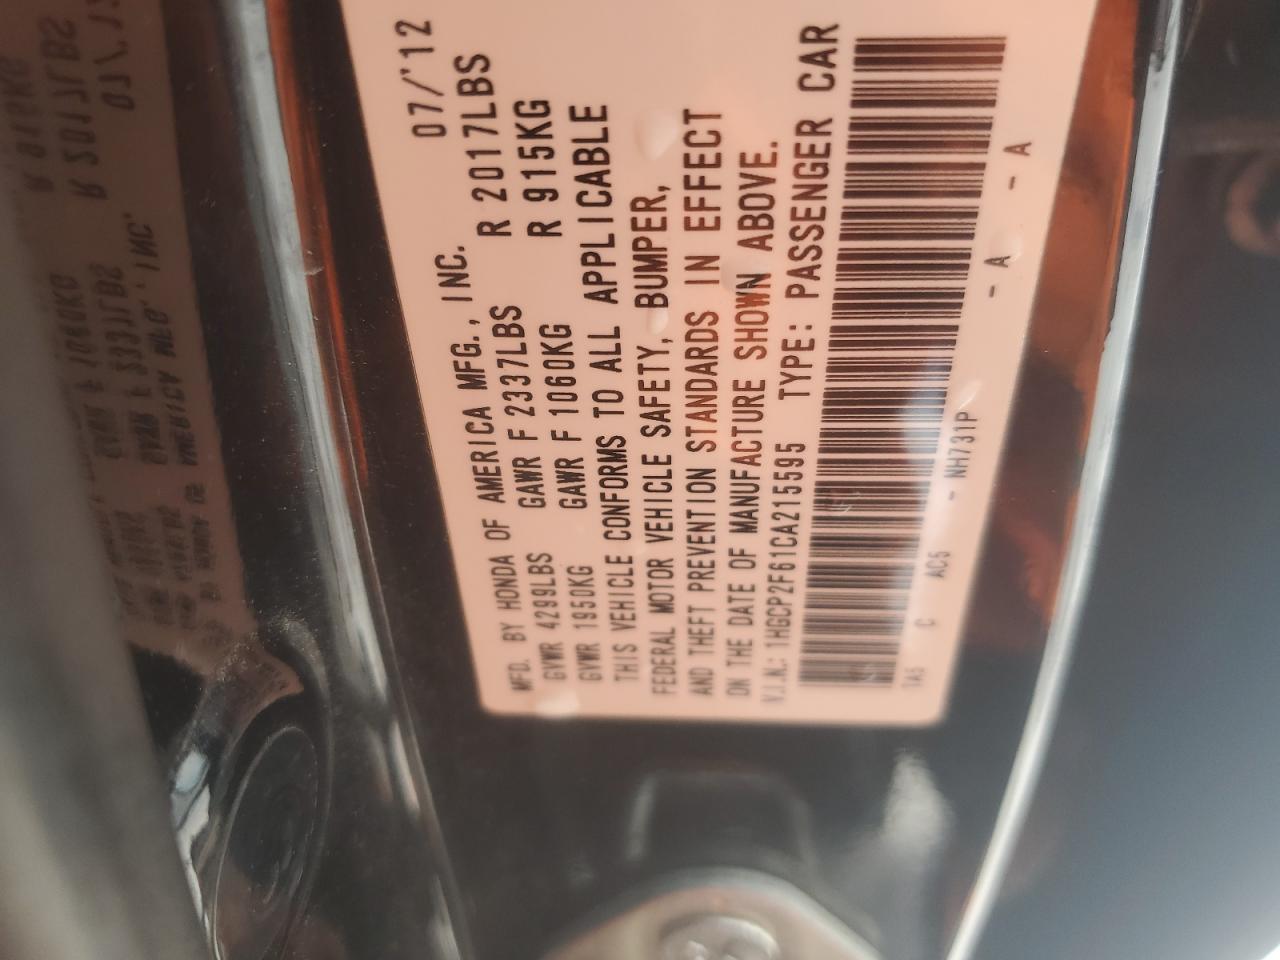 MFD. BY HONDA OF AMERICA MFG., INC. 07/'12
GVWR 4299LBS GAWR F 2337LBS R 2017LBS
GVWR 1950KG GAWR F 1060KG R 915KG
THIS VEHICLE CONFORMS TO ALL APPLICABLE
FEDERAL MOTOR VEHICLE SAFETY, BUMPER,
AND THEFT PREVENTION STANDARDS IN EFFECT
ON THE DATE OF MANUFACTURE SHOWN ABOVE.
V.I.N.: 1HGCP2F61CA215595 TYPE: PASSENGER CAR
TA5 C AC5 - NH731P - A - A